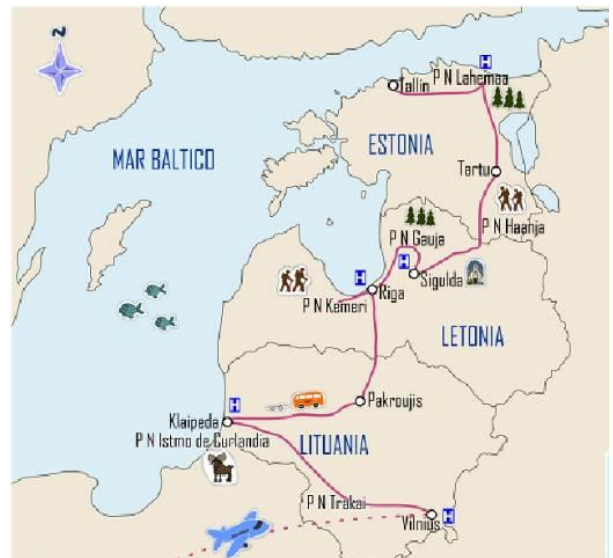 N
H
Tallin
P N Lahemaa
ESTONIA
MAR BALTICO
Tartu
P N Haanja
P N Gauja
H
H
Sigulda
Riga
P N Kemeri
LETONIA
Pakroujis
H
Klaipeda
P N Istmo de Curlandia
LITUANIA
P N Trakai
Vilnius
H